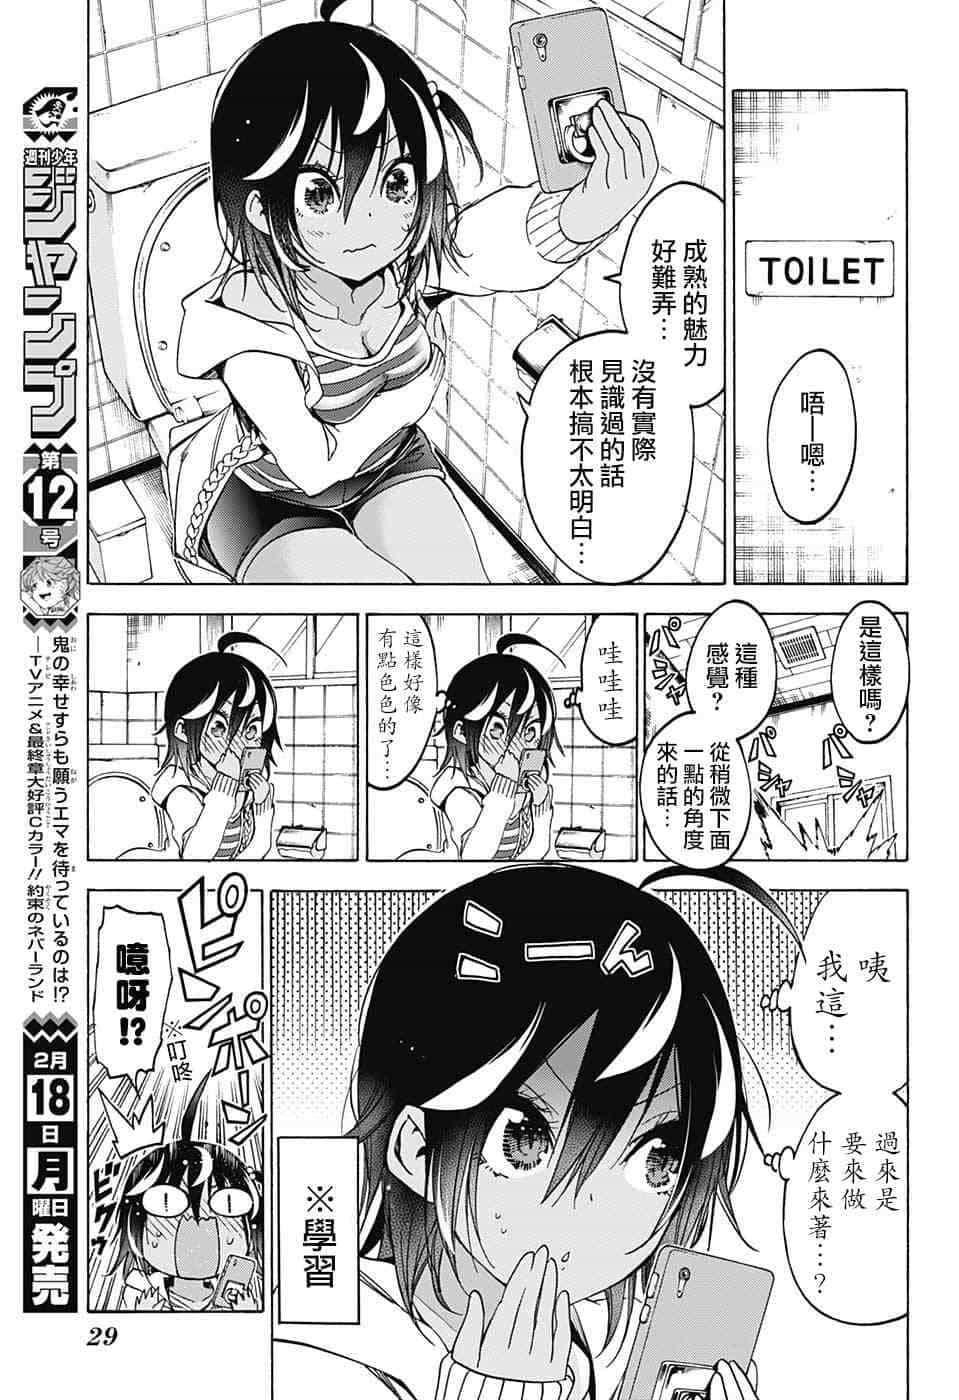 TOILET
唔—嗯…
成熟的魅力
好難弄…
沒有實際
見識過的話
根本搞不太明白…
是這樣嗎?
這種
感覺?
從稍微下面
一點的角度
來的話…
パシャ
パシャ
パシャ
哇哇哇
這樣好像
有點色色
的了…
咦
我這…
過來是
要來做
什麼來著…?
こーーん
※學習
ピンポーン
※叮咚
噫呀!?
ビクッ
週刊少年
ジャンプ
第
12
号
鬼の幸せすらも願うエマを待っているのは!?
—TVアニメ&最終章大好評Cカラー!!約束のネバーランド
2月
18
日
月
曜日
発売
29